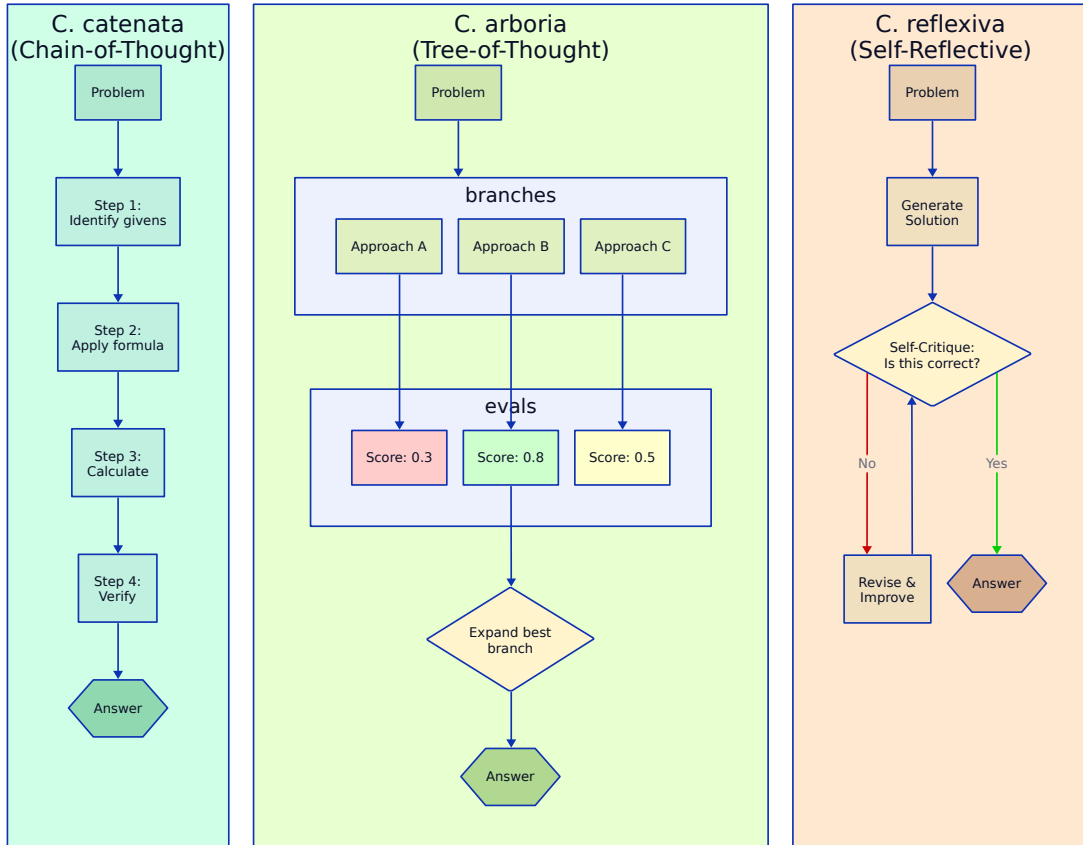 C. catenata
(Chain-of-Thought)
Problem
Step 1:
Identify givens
Step 2:
Apply formula
Step 3:
Calculate
Step 4:
Verify
Answer
C. arboria
(Tree-of-Thought)
Problem
branches
Approach A
Approach B
Approach C
evals
Score: 0.3
Score: 0.8
Score: 0.5
Expand best
branch
Answer
C. reflexiva
(Self-Reflective)
Problem
Generate
Solution
Self-Critique:
Is this correct?
No
Yes
Revise &
Improve
Answer